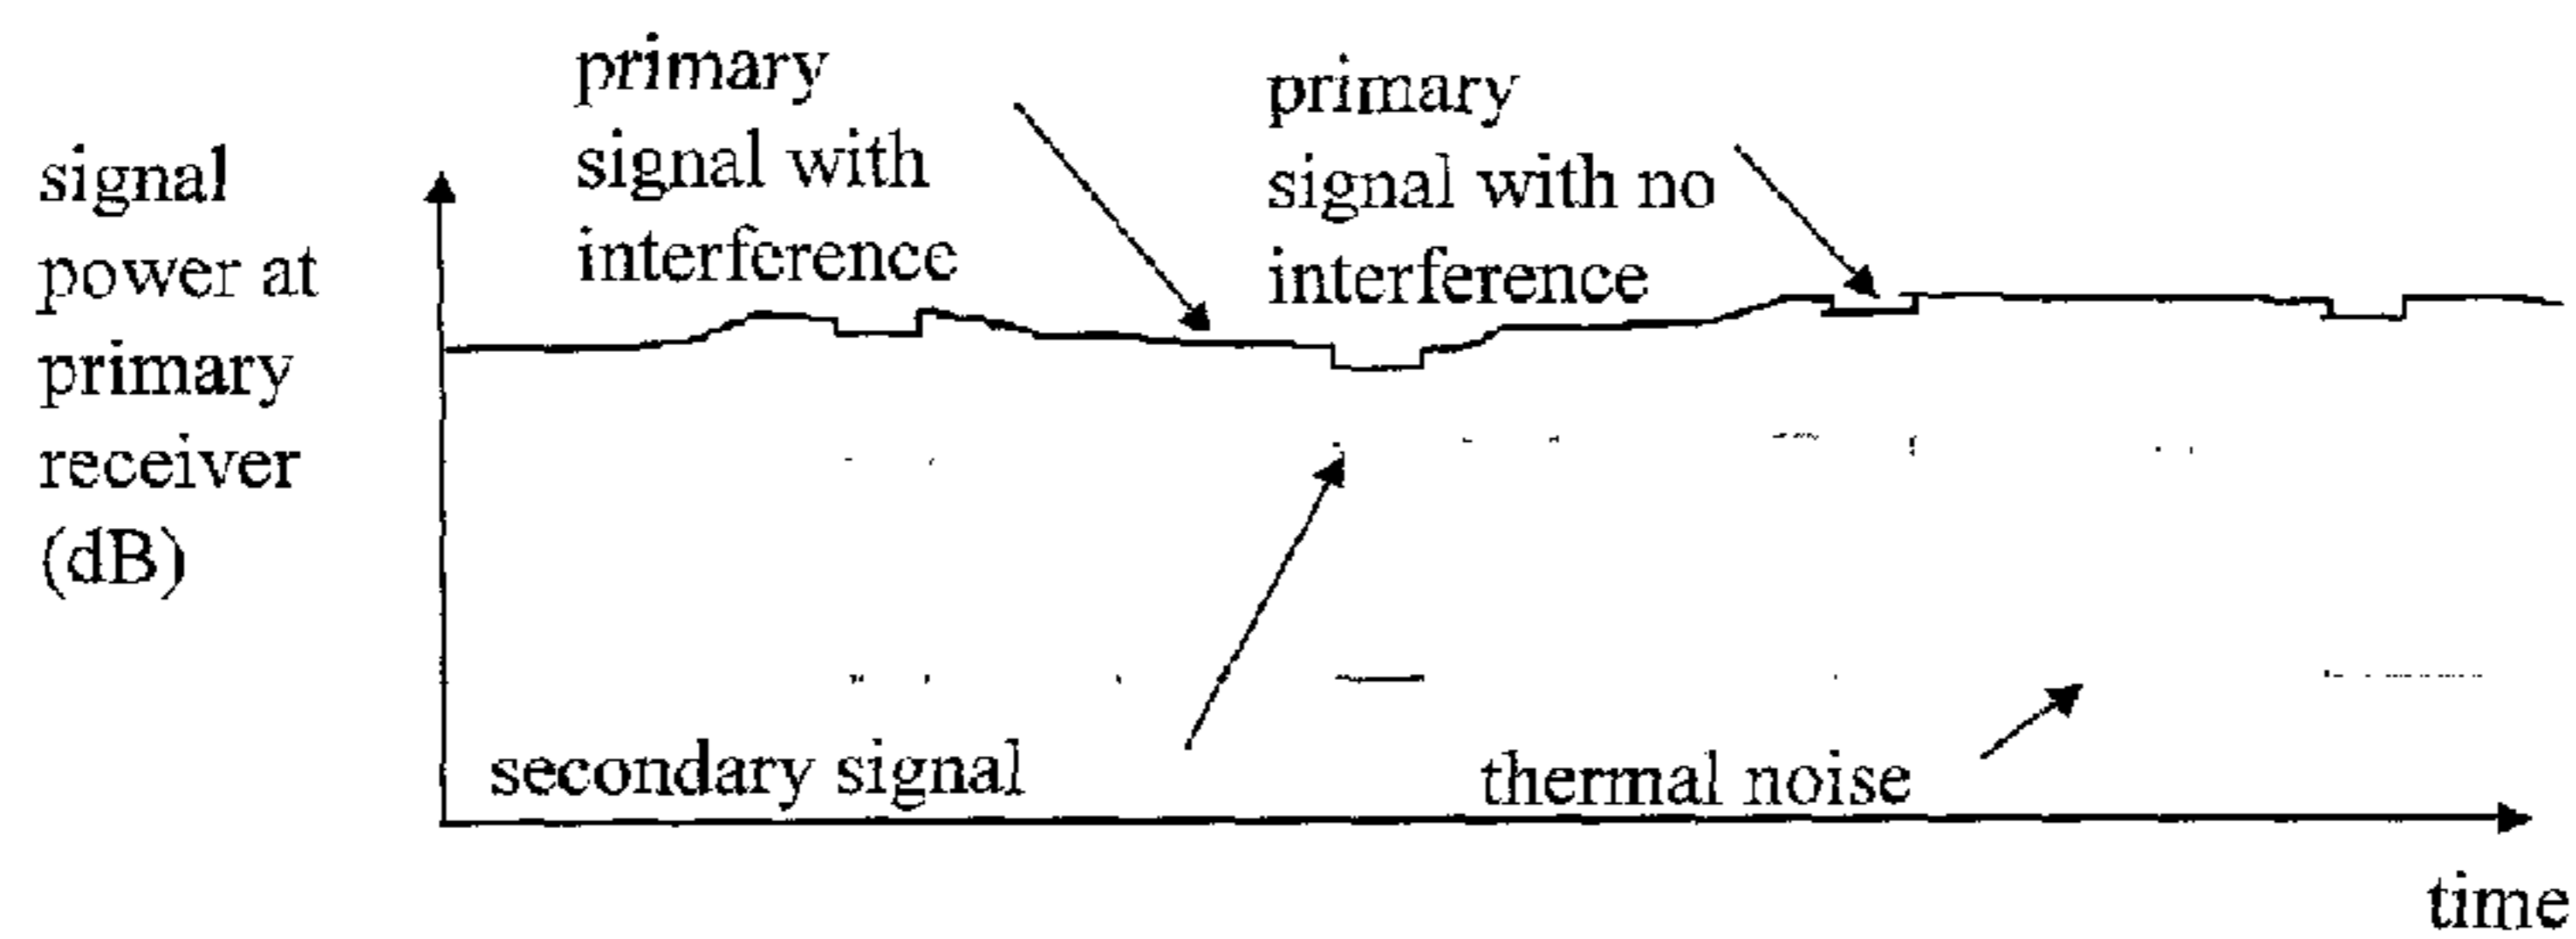 signal
power at
primary
receiver
(dB)
primary
signal with
interference
primary
signal with no
interference
secondary signal
thermal noise
time